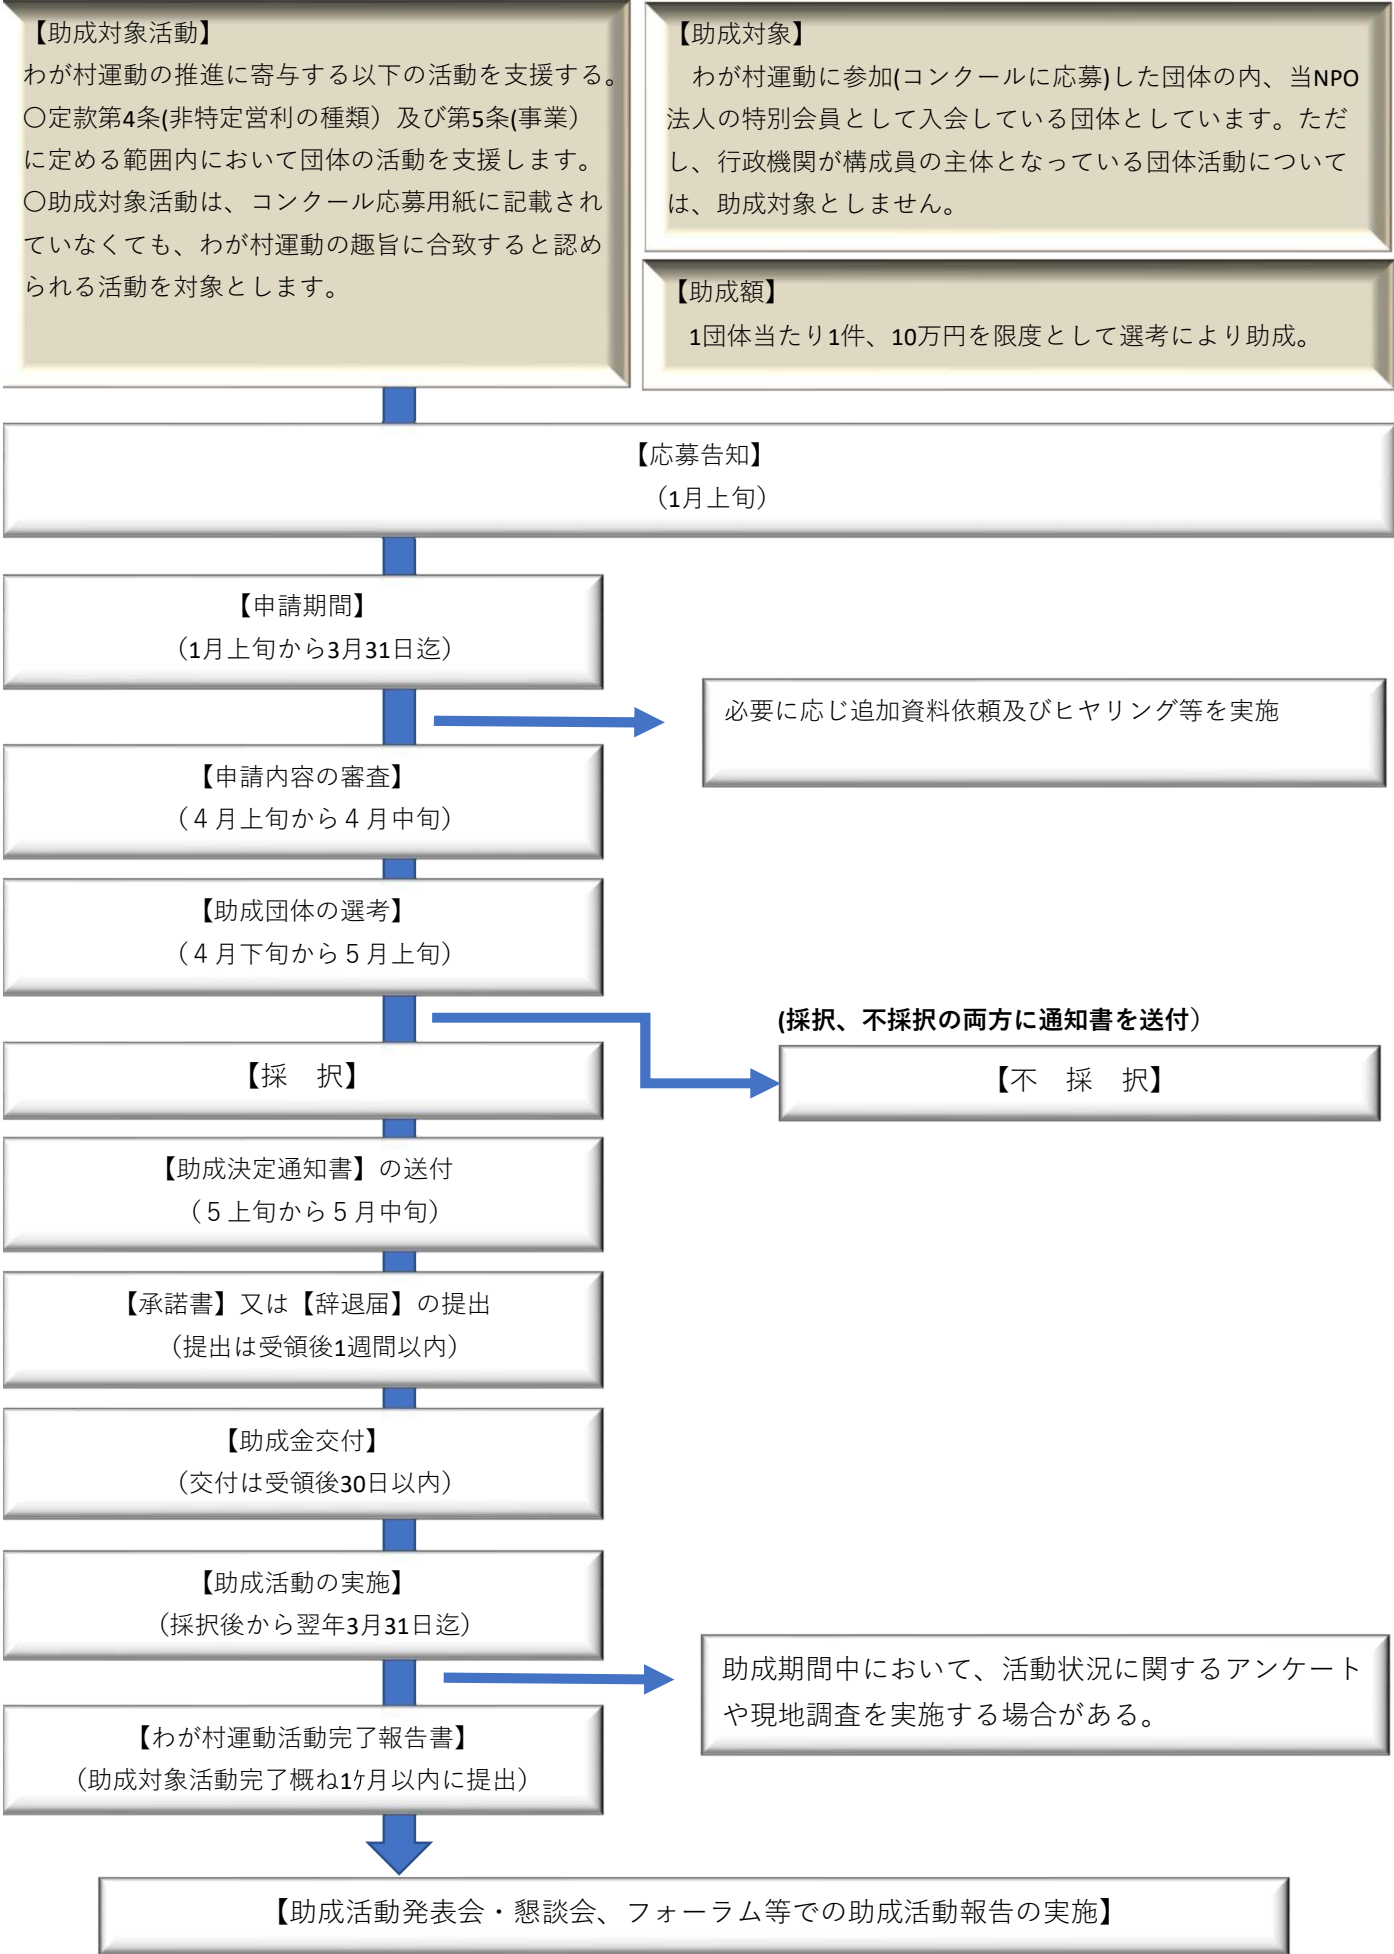 【助成対象活動】
わが村運動の推進に寄与する以下の活動を支援する。
〇定款第4条(非特定営利の種類）及び第5条(事業）
に定める範囲内において団体の活動を支援します。
〇助成対象活動は、コンクール応募用紙に記載され
ていなくても、わが村運動の趣旨に合致すると認め
られる活動を対象とします。
【助成対象】
わが村運動に参加(コンクールに応募)した団体の内、当NPO
法人の特別会員として入会している団体としています。ただ
し、行政機関が構成員の主体となっている団体活動について
は、助成対象としません。
【助成額】
1団体当たり1件、10万円を限度として選考により助成。
【応募告知】
（1月上旬）
【申請期間】
（1月上旬から3月31日迄）
必要に応じ追加資料依頼及びヒヤリング等を実施
【申請内容の審査】
（４月上旬から４月中旬）
【助成団体の選考】
（４月下旬から５月上旬）
(採択、不採択の両方に通知書を送付）
【採　択】
【不　採　択】
【助成決定通知書】の送付
（５上旬から５月中旬）
【承諾書】又は【辞退届】の提出
（提出は受領後1週間以内）
【助成金交付】
（交付は受領後30日以内）
【助成活動の実施】
（採択後から翌年3月31日迄）
助成期間中において、活動状況に関するアンケート
や現地調査を実施する場合がある。
【わが村運動活動完了報告書】
（助成対象活動完了概ね1ｹ月以内に提出）
【助成活動発表会・懇談会、フォーラム等での助成活動報告の実施】